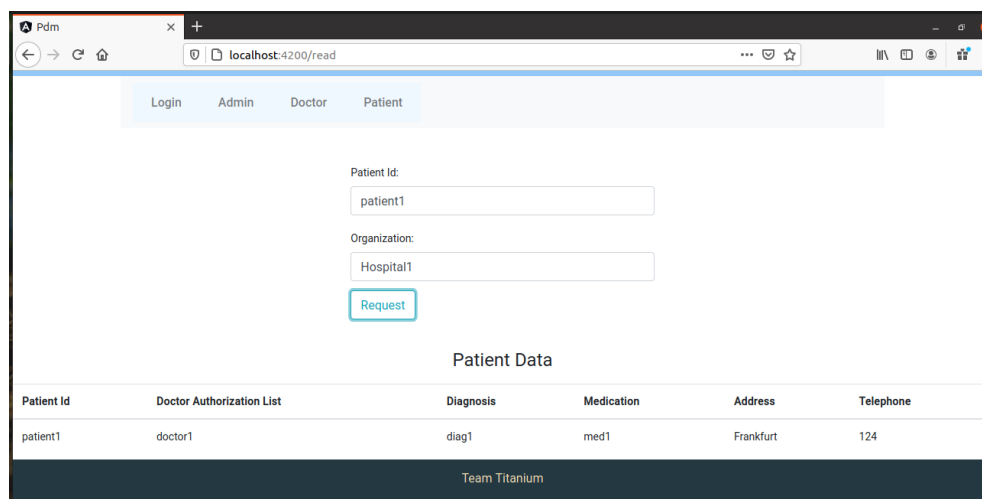 Pdm
localhost:4200/read
Login Admin Doctor Patient
Patient Id:
patient1
Organization:
Hospital1
Request
Patient Data
Patient Id Doctor Authorization List Diagnosis Medication Address Telephone
patient1 doctor1 diag1 med1 Frankfurt 124
Team Titanium